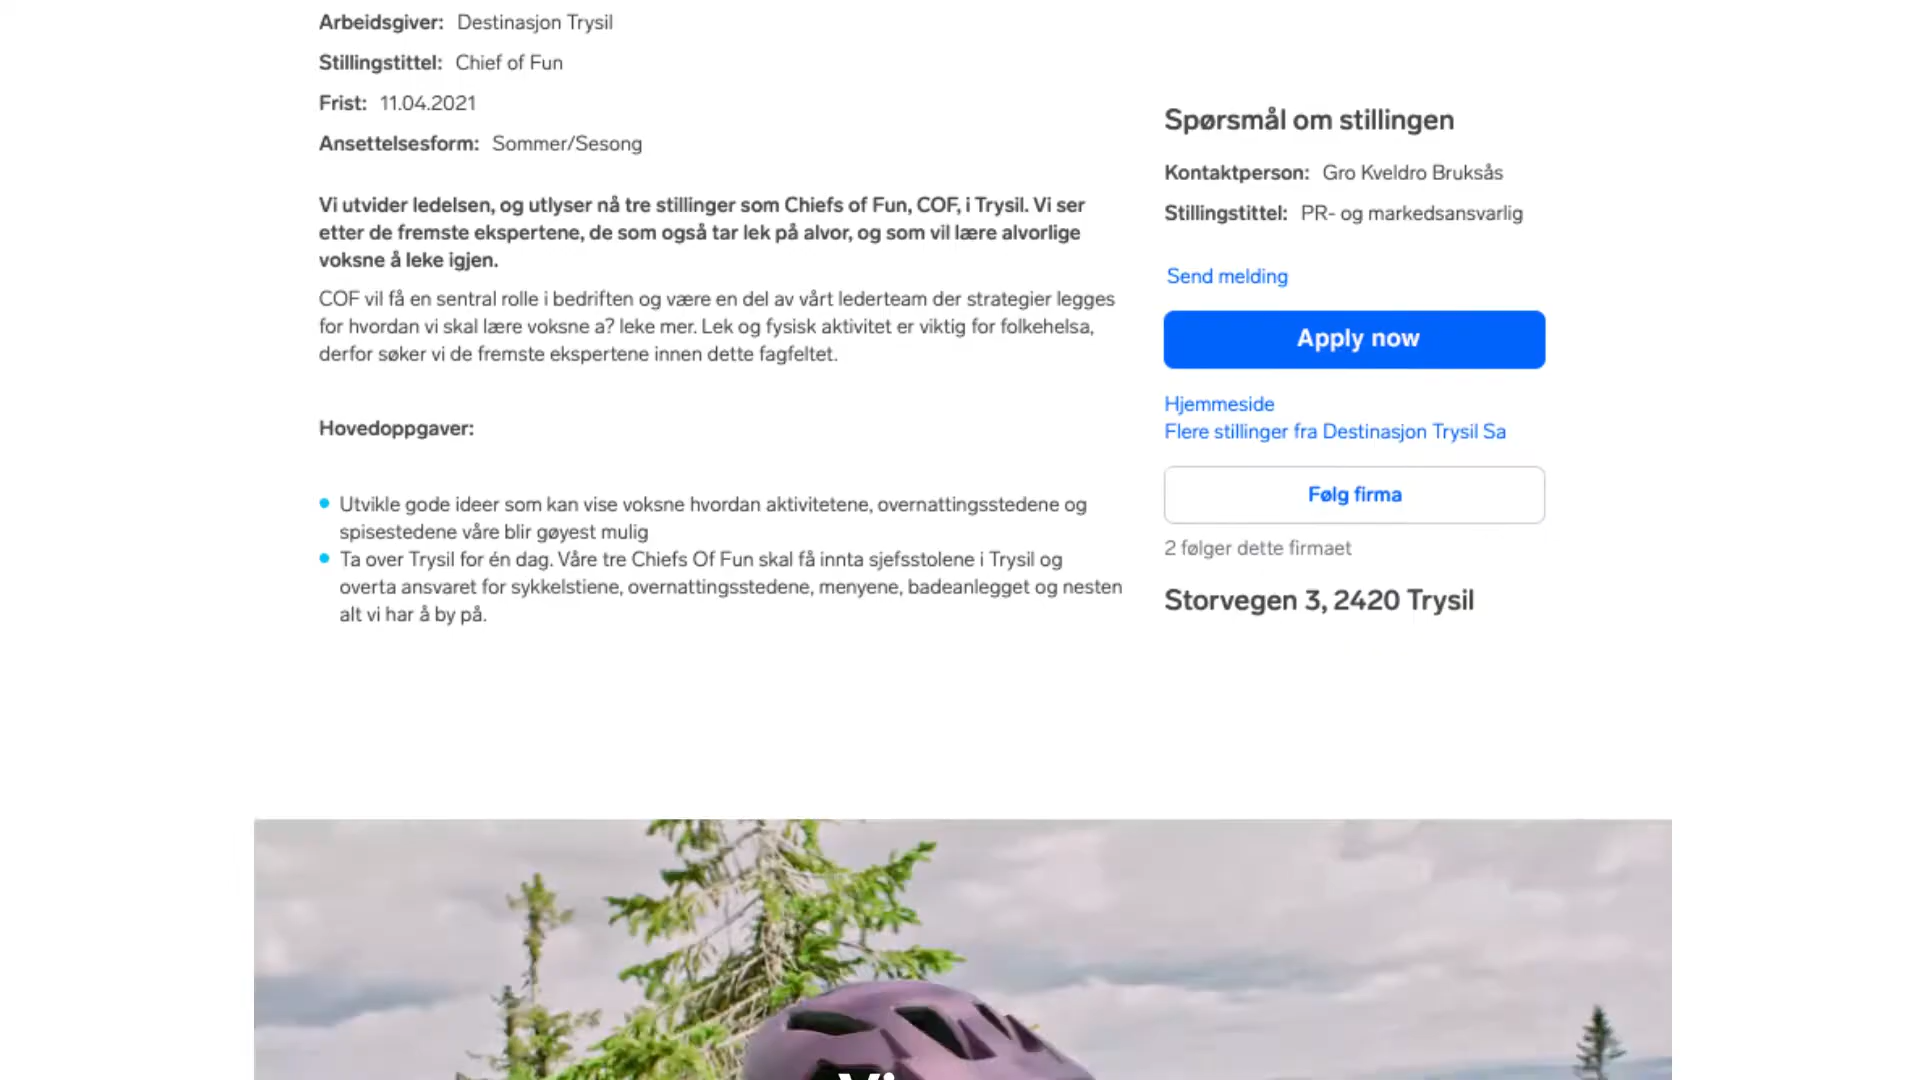 Arbeidsgiver: Destinasjon Trysil
Stillingstittel: Chief of Fun
Frist: 11.04.2021
Ansettelsesform: Sommer/Sesong
Vi utvider ledelsen, og utlyser nå tre stillinger som Chiefs of Fun, COF, i Trysil. Vi ser
etter de fremste ekspertene, de som også tar lek på alvor, og som vil lære alvorlige
voksne å leke igjen.
COF vil få en sentral rolle i bedriften og være en del av vårt lederteam der strategier legges
for hvordan vi skal lære voksne a? leke mer. Lek og fysisk aktivitet er viktig for folkehelsa,
derfor søker vi de fremste ekspertene innen dette fagfeltet.
Hovedoppgaver:
Utvikle gode ideer som kan vise voksne hvordan aktivitetene, overnattingsstedene og
spisestedene våre blir gøyest mulig
Ta over Trysil for én dag. Våre tre Chiefs Of Fun skal få innta sjefsstolene i Trysil og
overta ansvaret for sykkelstiene, overnattingsstedene, menyene, badeanlegget og nesten
alt vi har å by på.
Spørsmål om stillingen
Kontaktperson: Gro Kveldro Bruksås
Stillingstittel: PR- og markedsansvarlig
Send melding
Apply now
Hjemmeside
Flere stillinger fra Destinasjon Trysil Sa
Følg firma
2 følger dette firmaet
Storvegen 3, 2420 Trysil